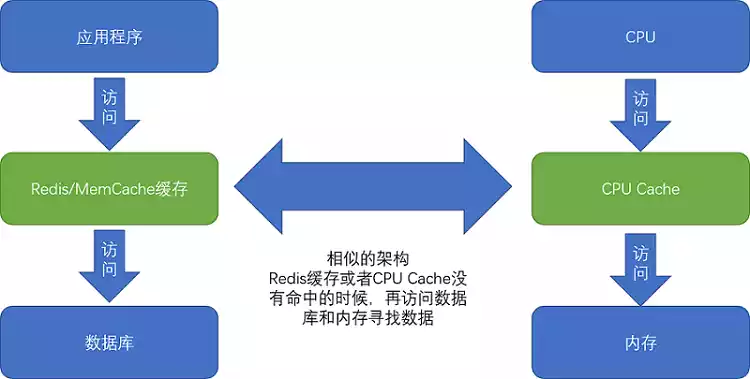 应用程序
CPU
访
问
访
问
Redis/MemCache缓存
CPU Cache
相似的架构
Redis缓存或者CPU Cache没
有命中的时候，再访问数据
库和内存寻找数据
访
问
访
问
数据库
内存